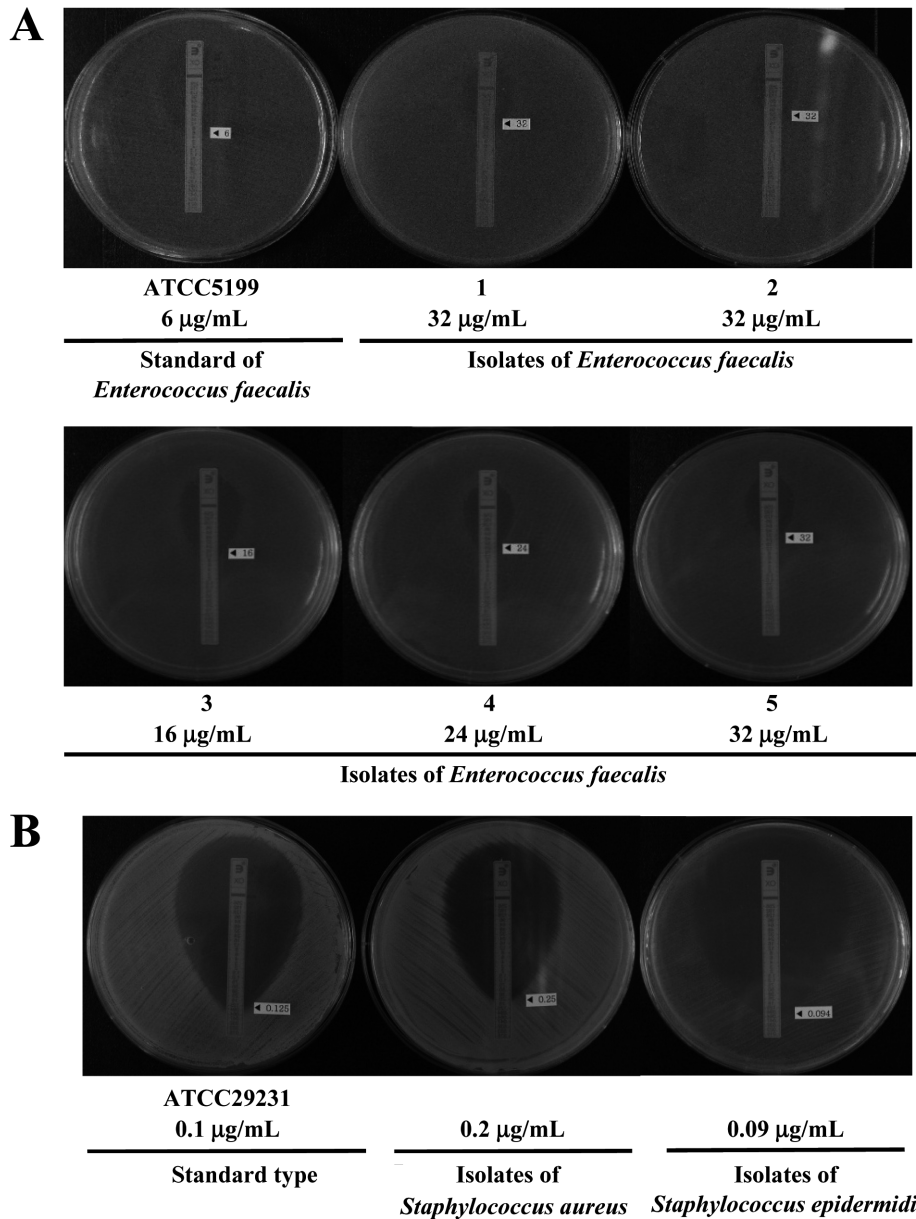 A
◄ 6
◄ 32
◄ 32
ATCC5199
1
2
6 μg/mL
32 μg/mL
32 μg/mL
Standard of
Enterococcus faecalis
Isolates of Enterococcus faecalis
◄ 16
◄ 24
◄ 32
3
4
5
16 μg/mL
24 μg/mL
32 μg/mL
Isolates of Enterococcus faecalis
B
◄ 0.125
◄ 0.25
◄ 0.094
ATCC29231
0.1 μg/mL
0.2 μg/mL
0.09 μg/mL
Standard type
Isolates of
Staphylococcus aureus
Isolates of
Staphylococcus epidermidi